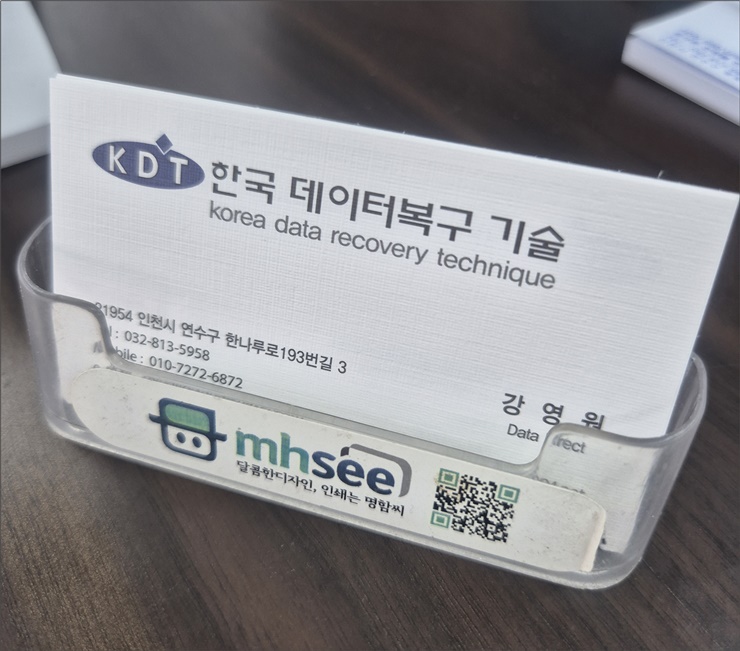 KDT 한국 데이터복구 기술
korea data recovery technique
21954 인천시 연수구 한나루로193번길 3
: 032-813-5958
: 010-7272-6872
강 영 원
Data
mhsee
달콤한디자인, 인쇄는 명함씨